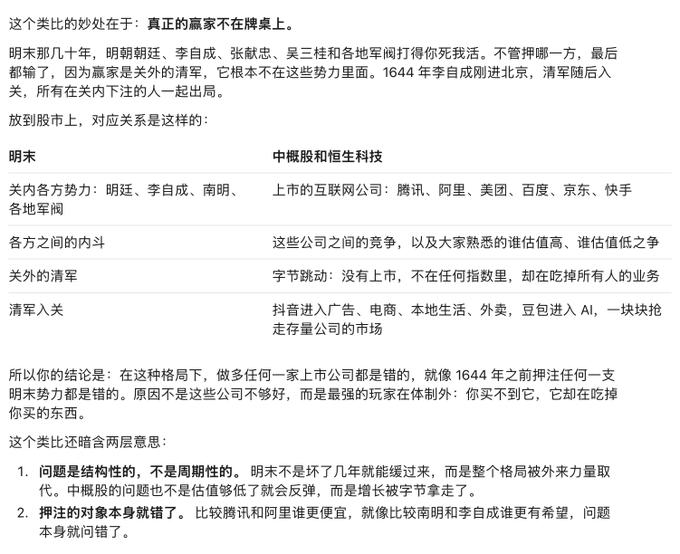 这个类比的妙处在于：真正的赢家不在牌桌上。
明末那几十年，明朝朝廷、李自成、张献忠、吴三桂和各地军阀打得你死我活。不管押哪一方，最后
都输了，因为赢家是关外的清军，它根本不在这些势力里面。1644 年李自成刚进北京，清军随后入
关，所有在关内下注的人一起出局。
放到股市上，对应关系是这样的：
明末 中概股和恒生科技
关内各方势力：明廷、李自成、南明、 上市的互联网公司：腾讯、阿里、美团、百度、京东、快手
各地军阀
各方之间的内斗 这些公司之间的竞争，以及大家熟悉的谁估值高、谁估值低之争
关外的清军 字节跳动：没有上市，不在任何指数里，却在吃掉所有人的业务
清军入关 抖音进入广告、电商、本地生活、外卖，豆包进入 AI，一块块抢
走存量公司的市场
所以你的结论是：在这种格局下，做多任何一家上市公司都是错的，就像 1644 年之前押注任何一支
明末势力都是错的。原因不是这些公司不够好，而是最强的玩家在体制外：你买不到它，它却在吃掉
你买的东西。
这个类比还暗含两层意思：
1. 问题是结构性的，不是周期性的。 明末不是坏了几年就能缓过来，而是整个格局被外来力量取
代。中概股的问题也不是估值够低了就会反弹，而是增长被字节拿走了。
2. 押注的对象本身就错了。 比较腾讯和阿里谁更便宜，就像比较南明和李自成谁更有希望，问题
本身就问错了。